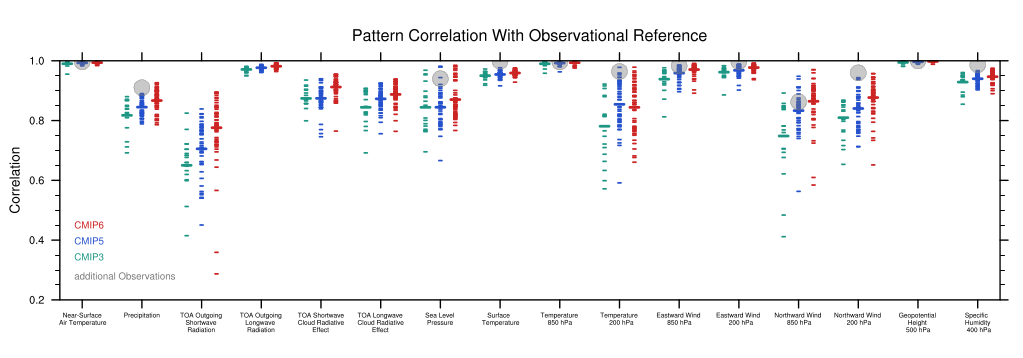 Pattern Correlation With Observational Reference
Correlation
1.0
0.8
0.6
0.4
0.2
CMIP6
CMIP5
CMIP3
additional Observations
Near-Surface
Air Temperature
Precipitation
TOA Outgoing
Shortwave
Radiation
TOA Outgoing
Longwave
Radiation
TOA Shortwave
Cloud Radiative
Effect
TOA Longwave
Cloud Radiative
Effect
Sea Level
Pressure
Surface
Temperature
Temperature
850 hPa
Temperature
200 hPa
Eastward Wind
850 hPa
Eastward Wind
200 hPa
Northward Wind
850 hPa
Northward Wind
200 hPa
Geopotential
Height
500 hPa
Specific
Humidity
400 hPa